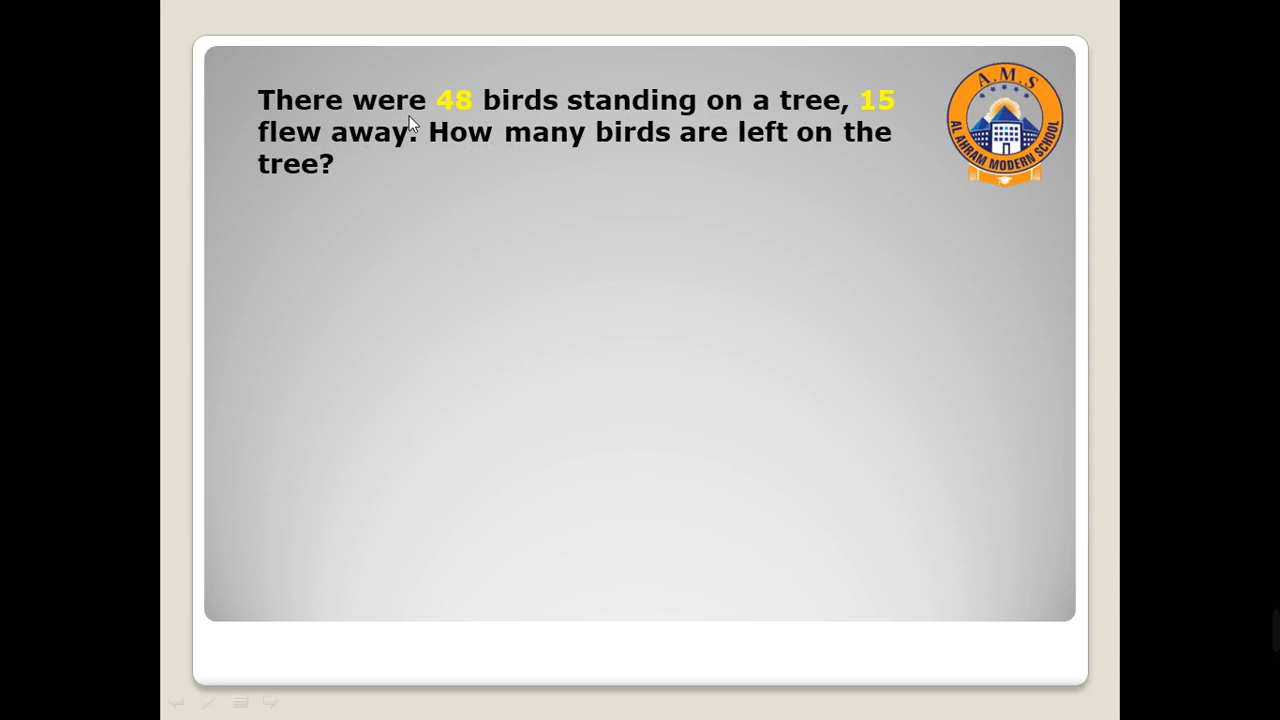 There were 48 birds standing on a tree, 15
flew away. How many birds are left on the
tree?
A.M.S
AL AHRAM MODERN SCHOOL